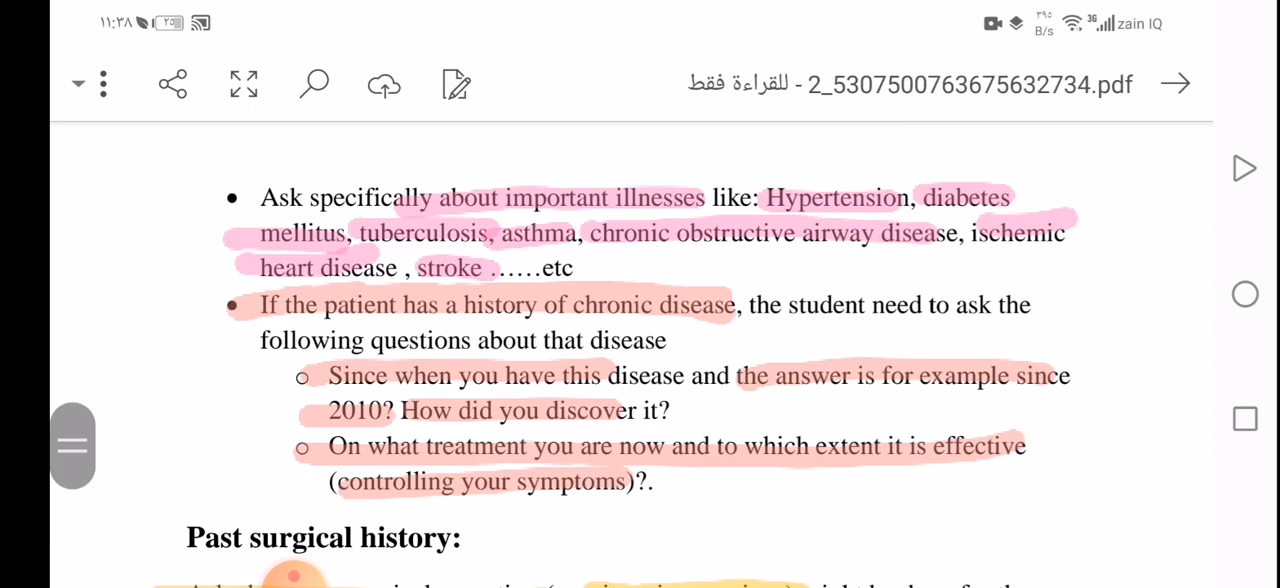 ١١:٣٨
٢٥
٣٩٥
B/s
3G
zain IQ
2_5307500763675632734.pdf - للقراءة فقط
• Ask specifically about important illnesses like: Hypertension, diabetes
mellitus, tuberculosis, asthma, chronic obstructive airway disease, ischemic
heart disease , stroke ……etc
• If the patient has a history of chronic disease, the student need to ask the
following questions about that disease
o Since when you have this disease and the answer is for example since
2010? How did you discover it?
o On what treatment you are now and to which extent it is effective
(controlling your symptoms)?.
Past surgical history: